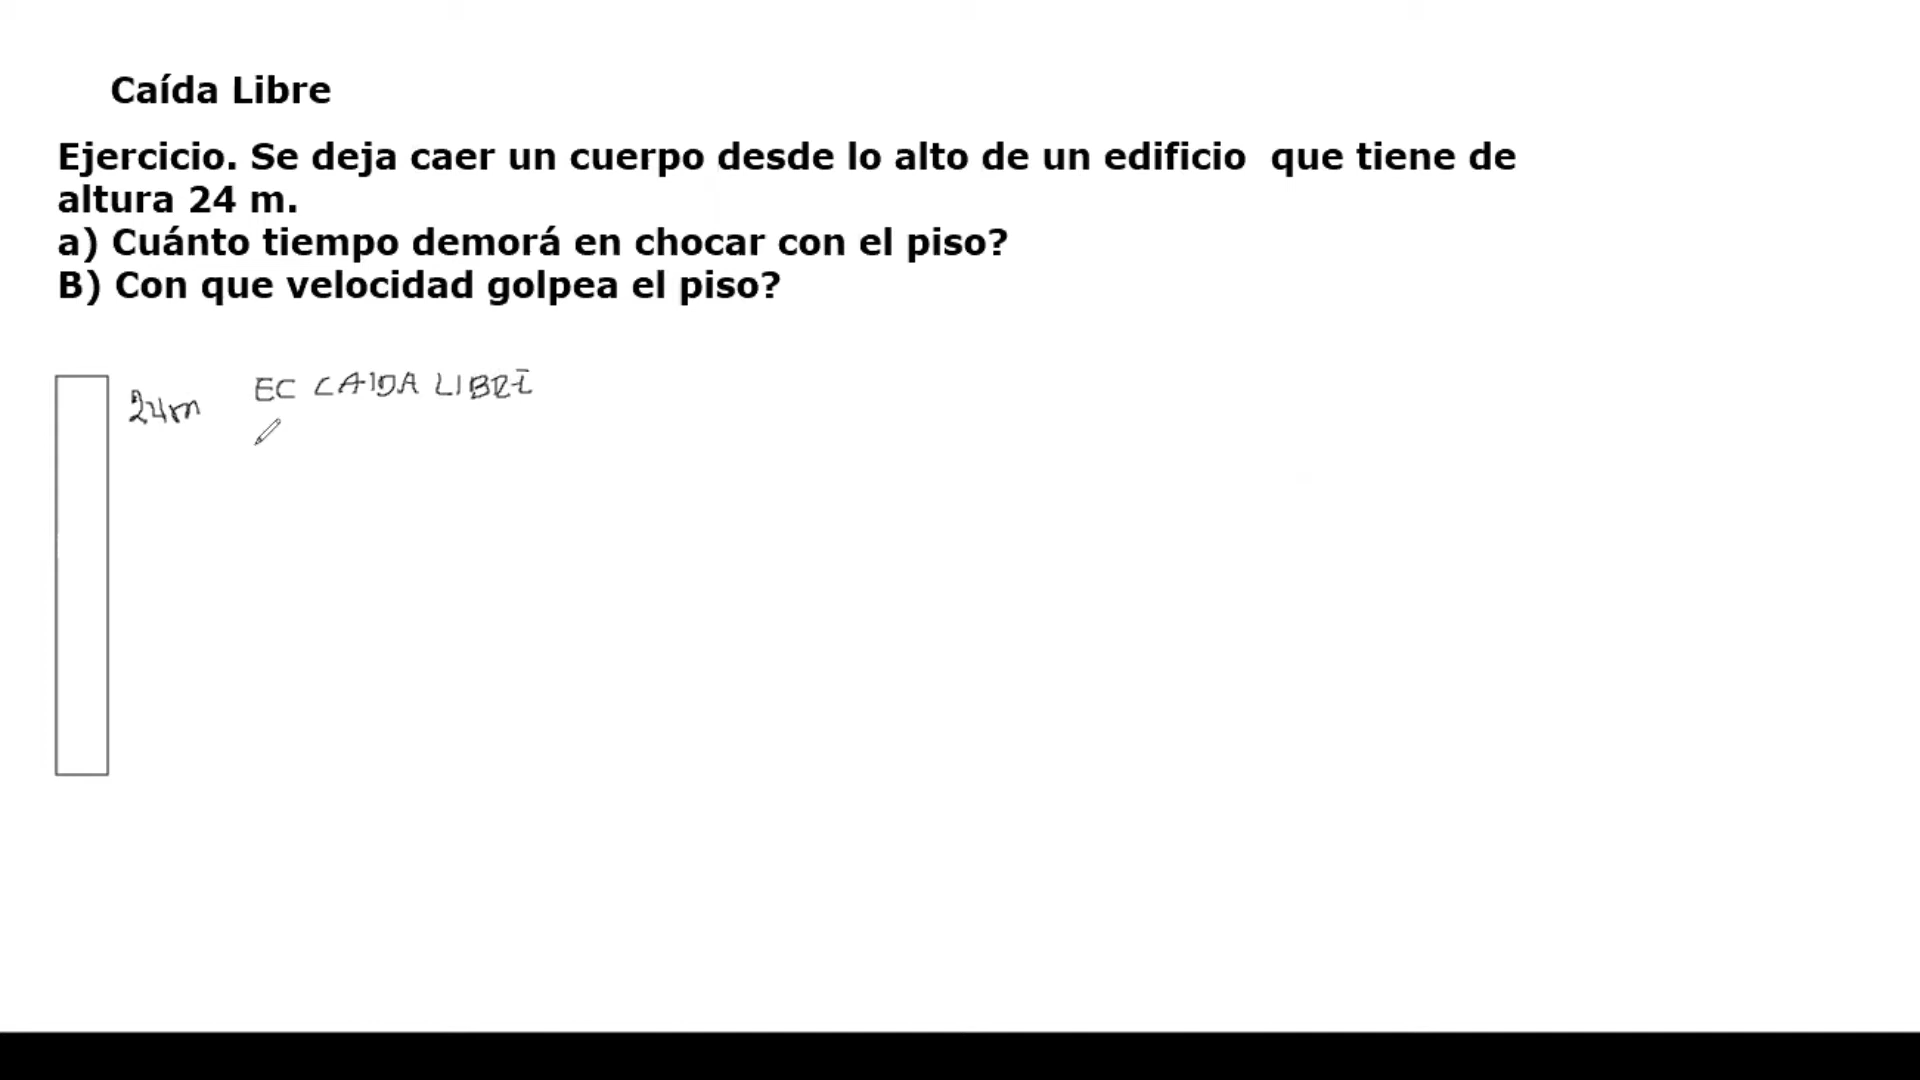 Caída Libre
Ejercicio. Se deja caer un cuerpo desde lo alto de un edificio que tiene de
altura 24 m.
a) Cuánto tiempo demorá en chocar con el piso?
B) Con que velocidad golpea el piso?
24m EC CAIDA LIBRE